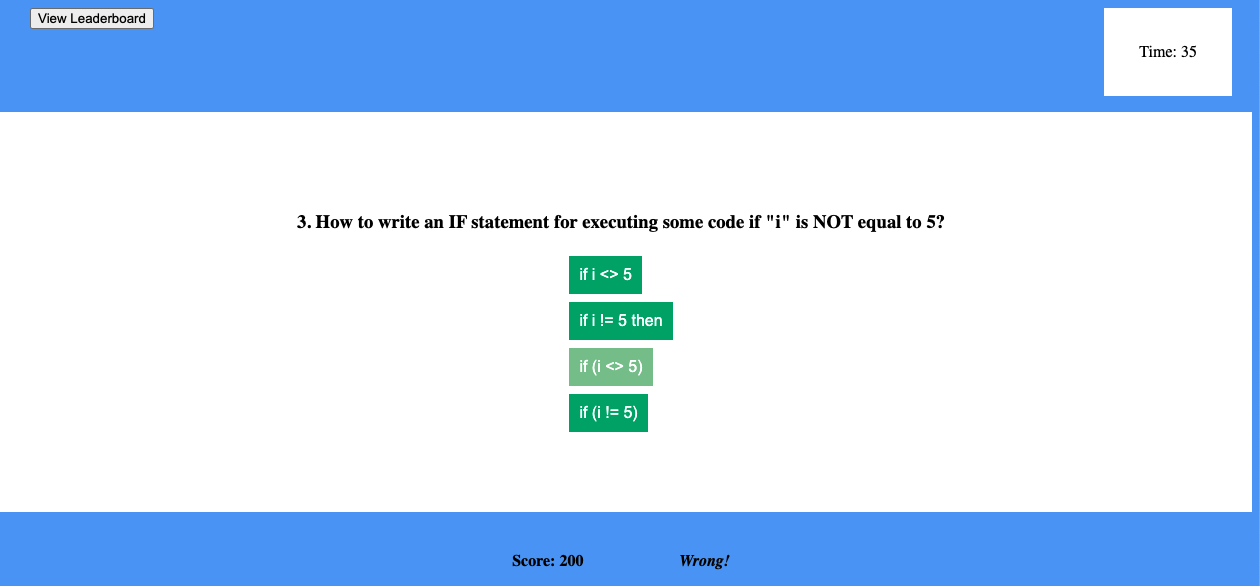 View Leaderboard
Time: 35
3. How to write an IF statement for executing some code if "i" is NOT equal to 5?
if i <> 5
if i != 5 then
if (i <> 5)
if (i != 5)
Score: 200 Wrong!